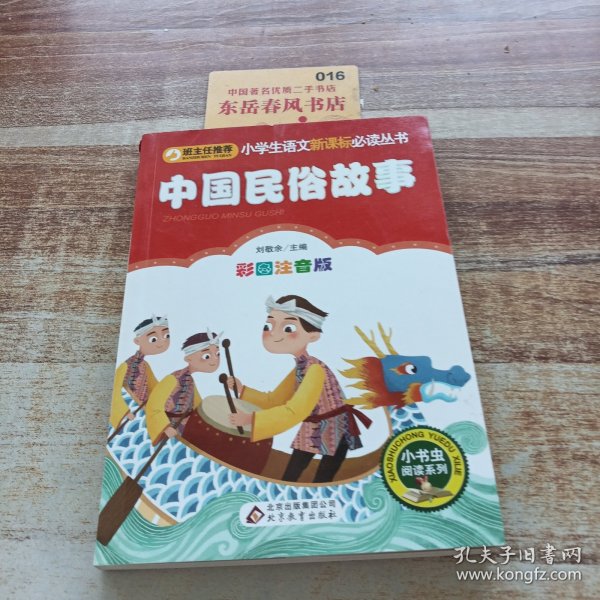 016
中国著名优质二手书店
东岳春风书店
班主任推荐
BANZHUREN TUIJIAN
小学生语文新课标必读丛书
中国民俗故事
ZHONGGUO MINSU GUSHI
刘敬余/主编
彩图注音版
XIAOSHUCHONG YUEDU XILIE
小书虫
阅读系列
北京出版集团公司
北京教育出版社
孔夫子旧书网
www.kongfz.com